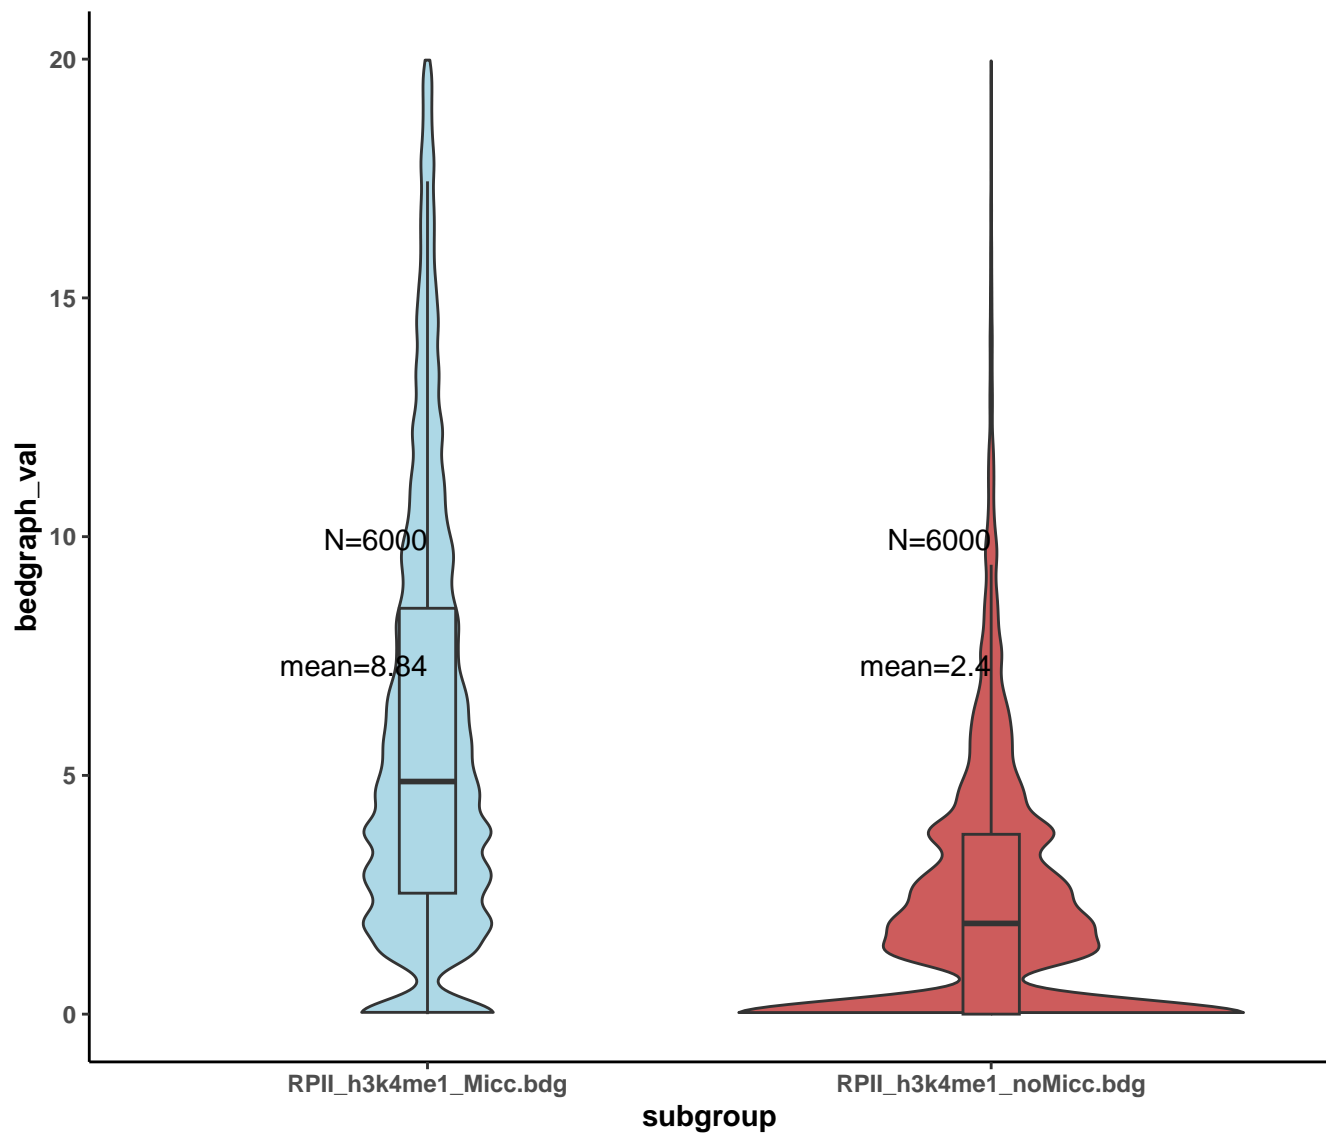 20
15
10
5
0
bedgraph_val
N=6000
N=6000
mean=8.84
mean=2.4
RPII_h3k4me1_Micc.bdg
RPII_h3k4me1_noMicc.bdg
subgroup